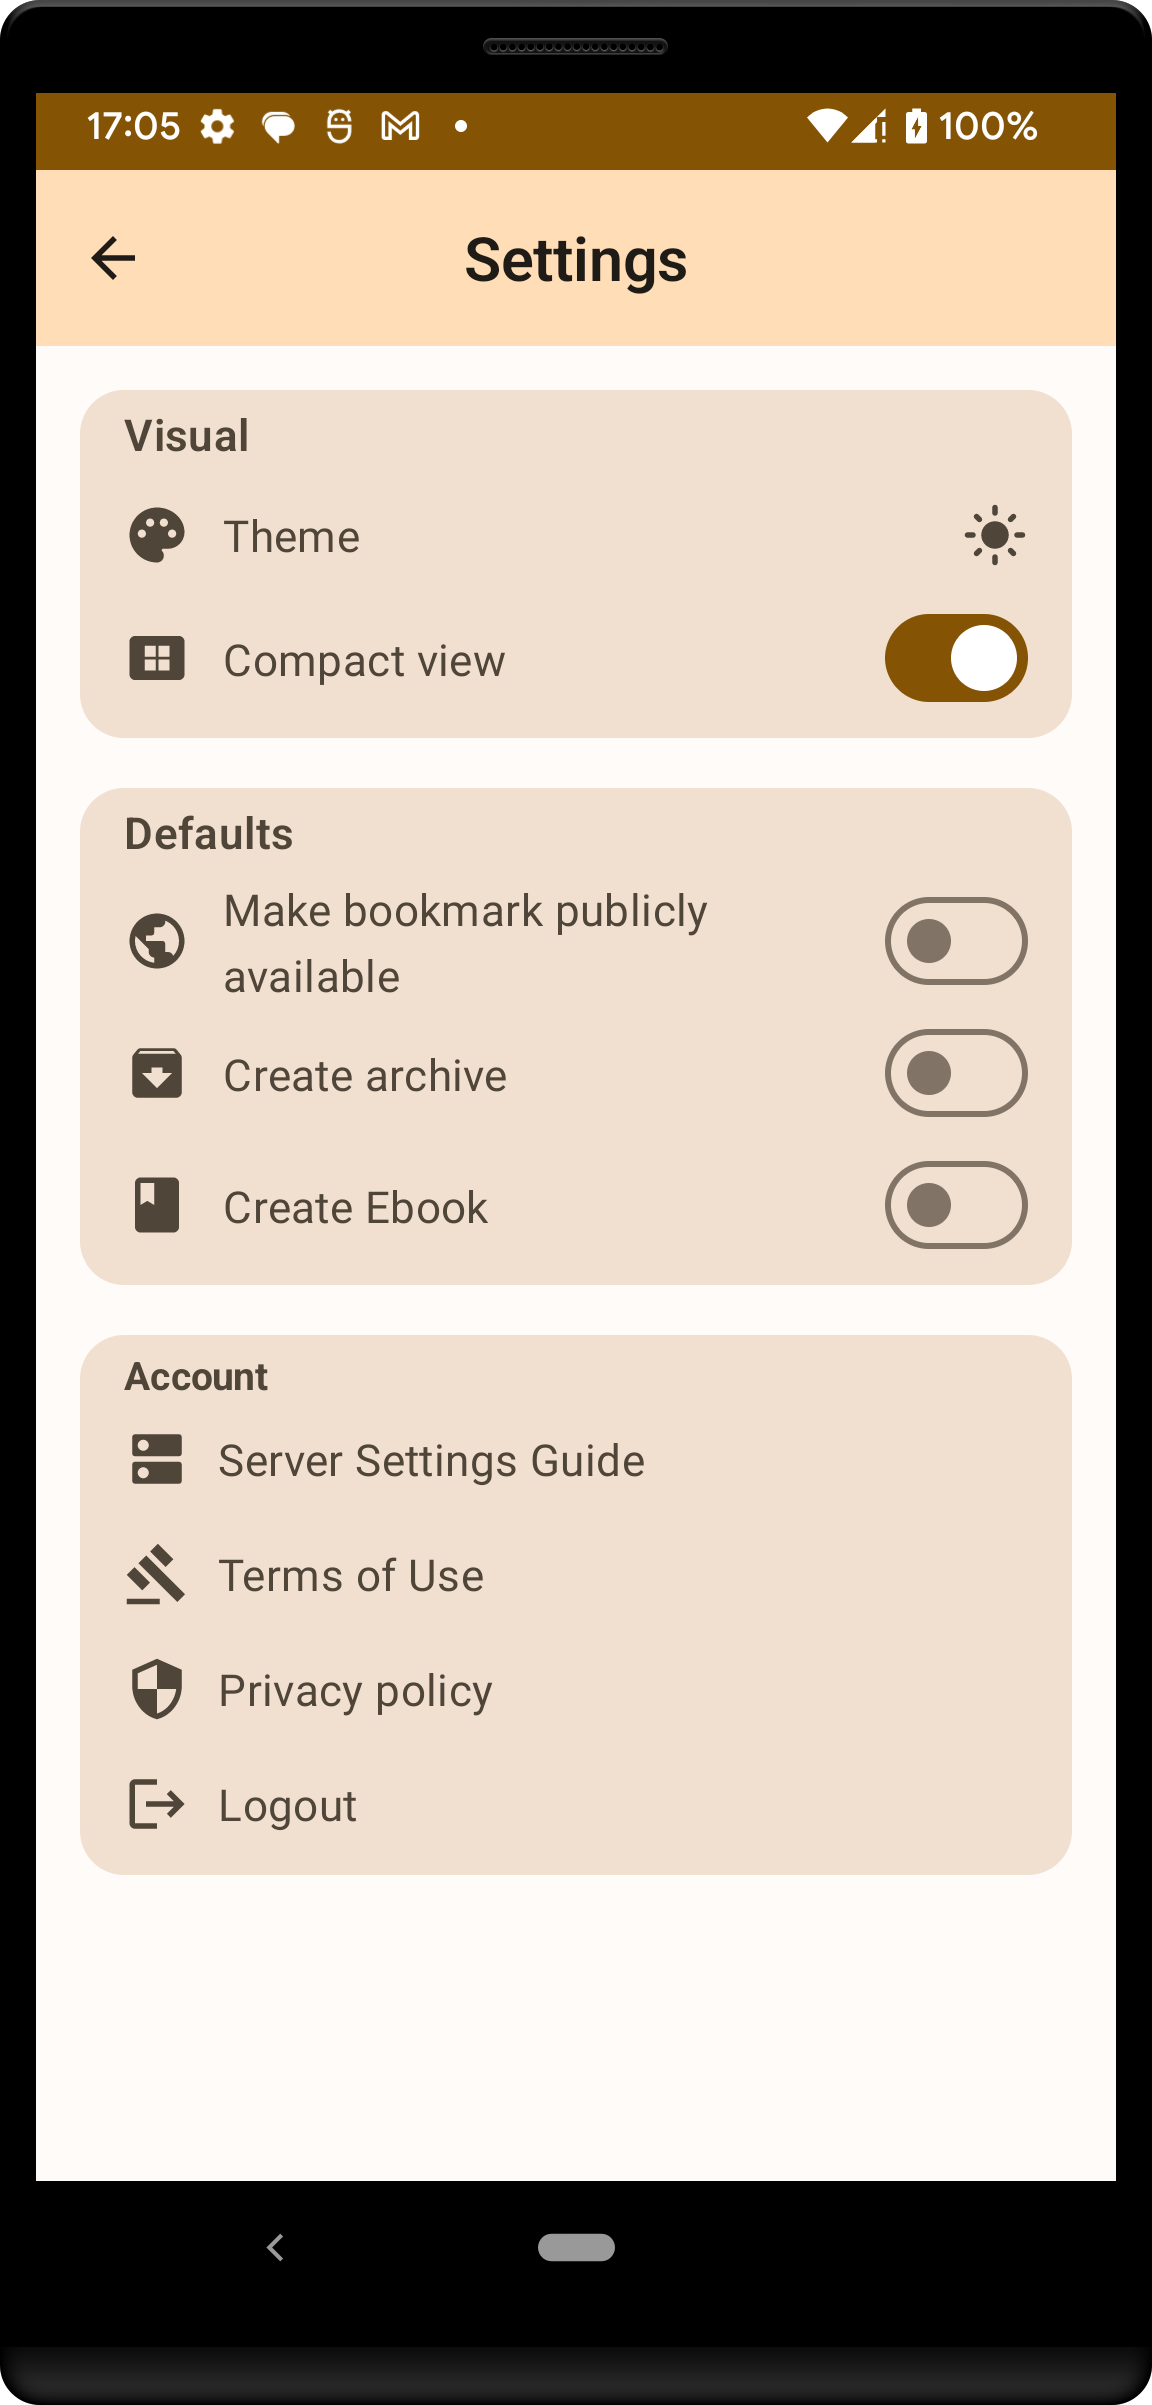 17:05
100%
Settings
Visual
Theme
Compact view
Defaults
Make bookmark publicly
available
Create archive
Create Ebook
Account
Server Settings Guide
Terms of Use
Privacy policy
Logout